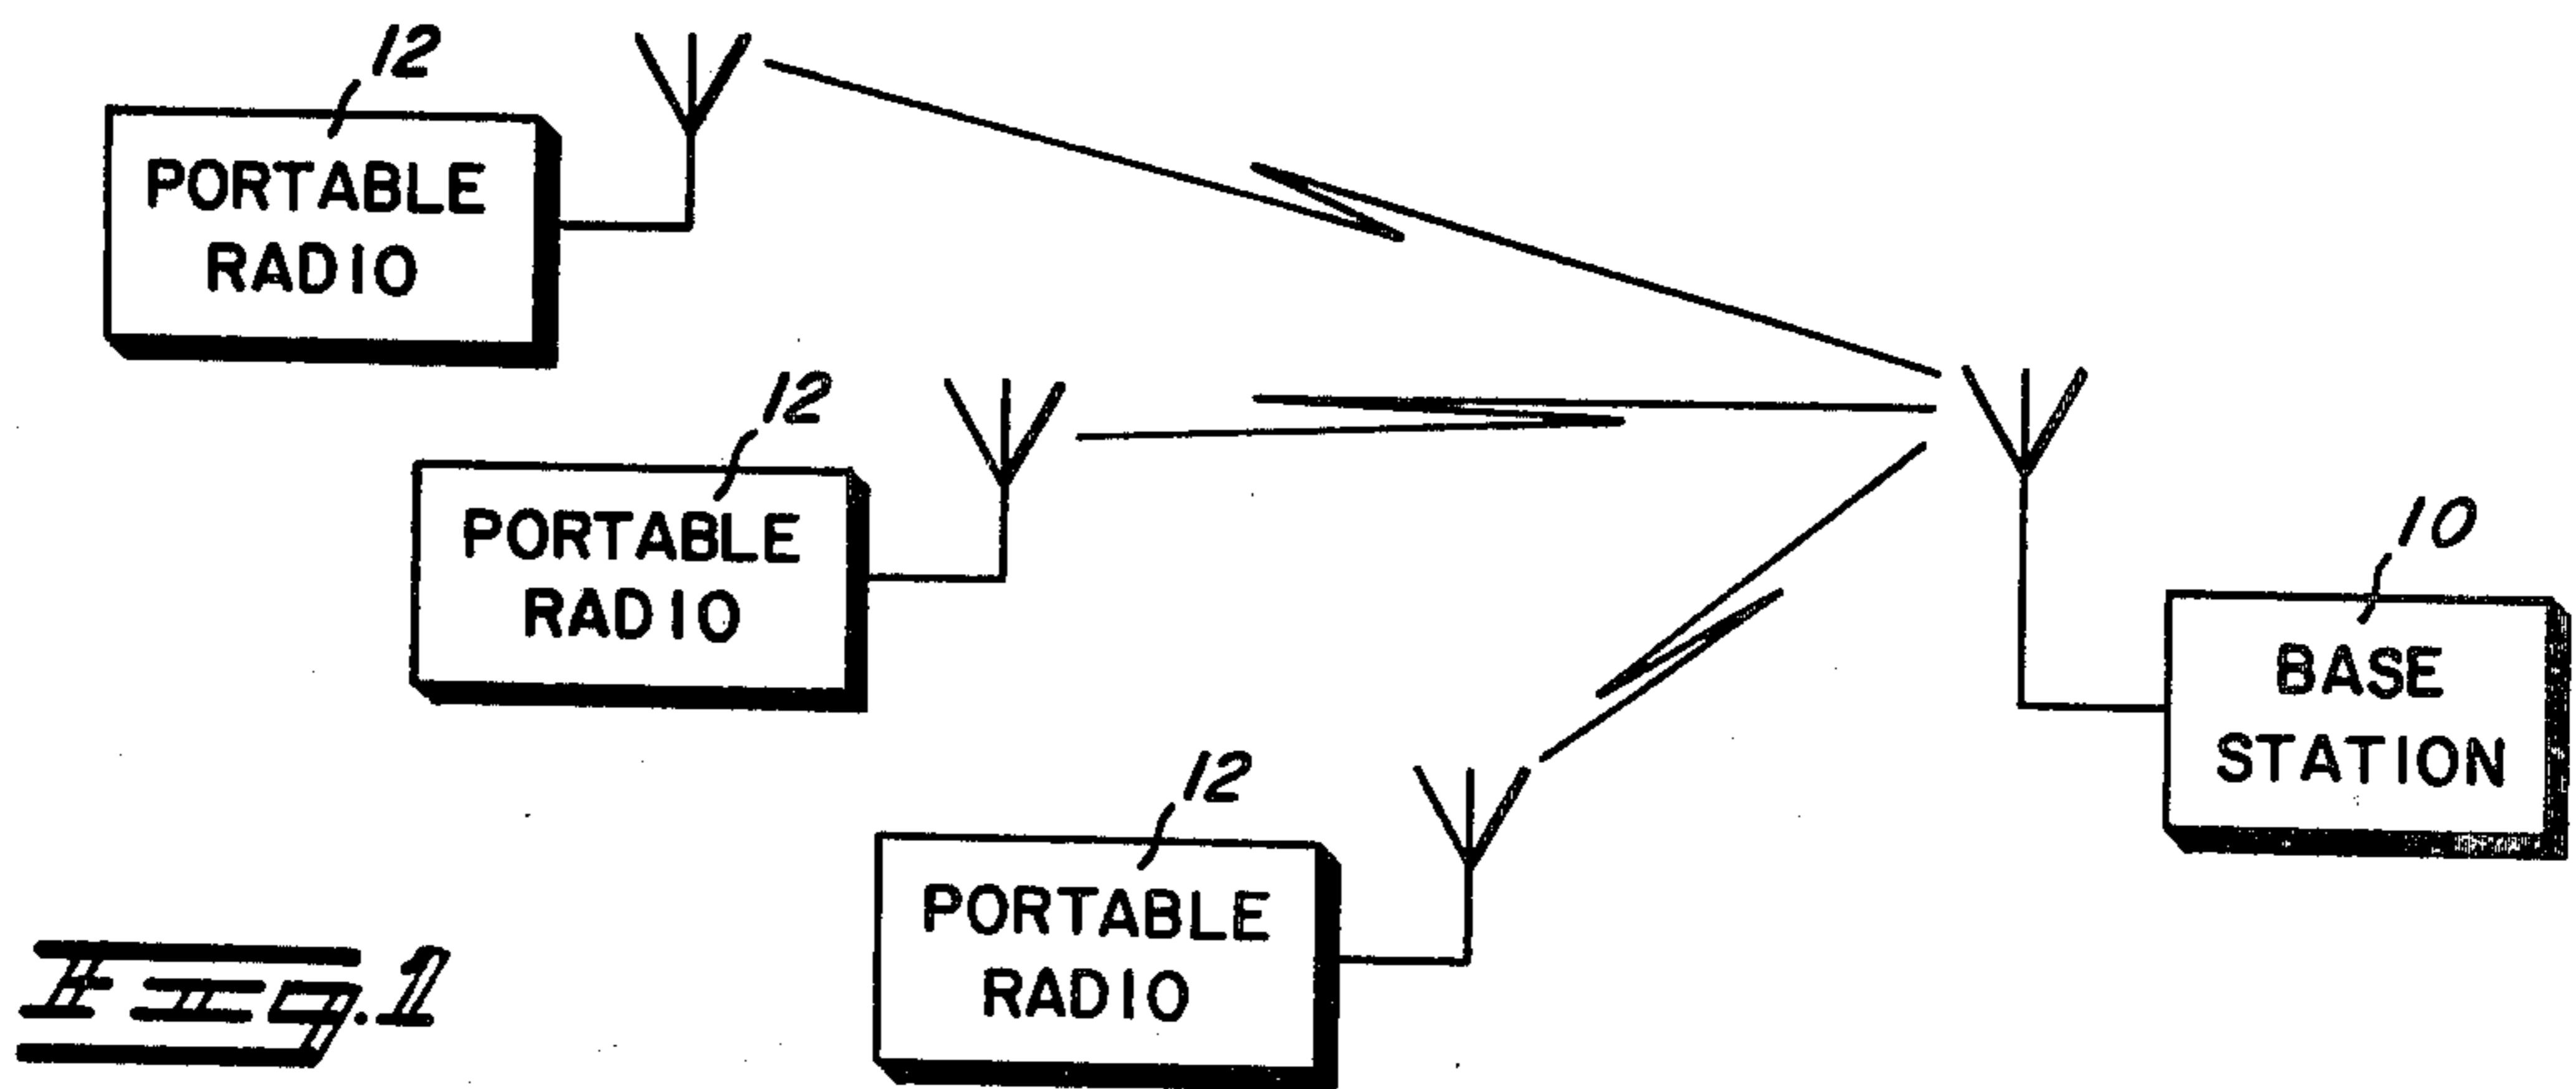 12
PORTABLE
RADIO
12
PORTABLE
RADIO
10
BASE
STATION
12
PORTABLE
RADIO
Fig. 1